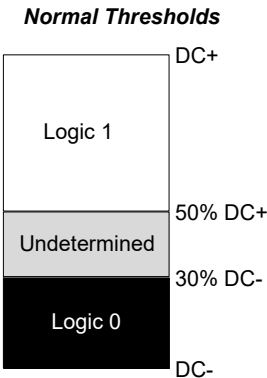 Normal Thresholds
DC+
Logic 1
50% DC+
Undetermined
30% DC-
Logic 0
DC-